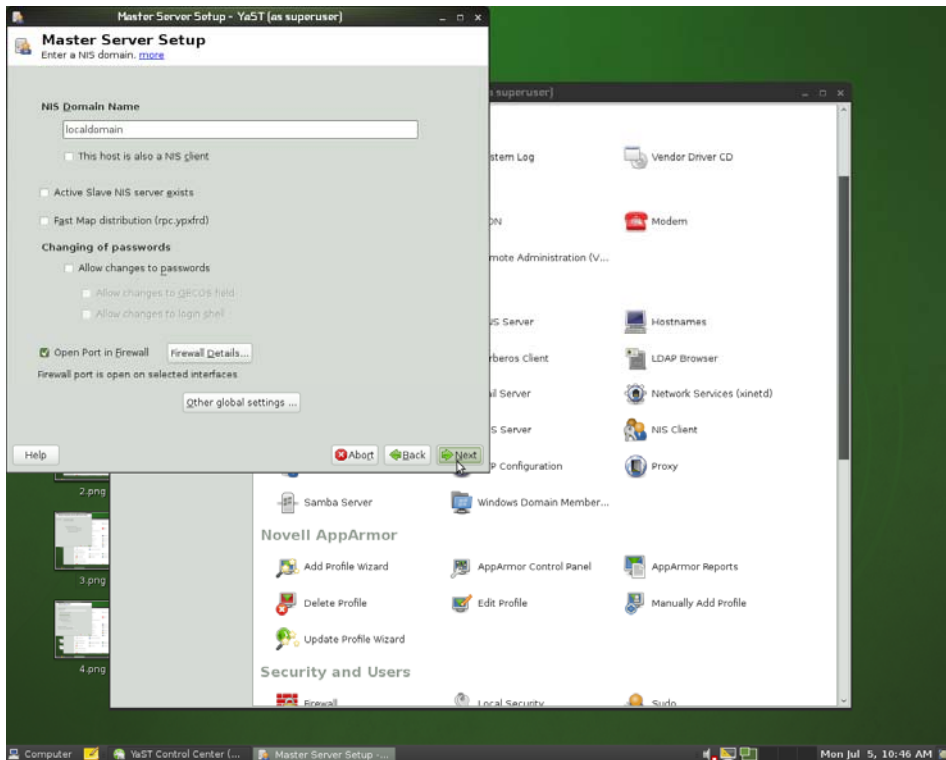 Master Server Setup - YaST (as superuser)
Master Server Setup
Enter a NIS domain. more
NIS Domain Name
localdomain
This host is also a NIS client
Active Slave NIS server exists
Fast Map distribution (rpc.ypxfrd)
Changing of passwords
Allow changes to passwords
Allow changes to GECOS field
Allow changes to login shell
Open Port in Firewall Firewall Details...
Firewall port is open on selected interfaces
Other global settings ...
Help Abort Back Next
s superuser)
stem Log Vendor Driver CD
Modem
mote Administration (V...
Hostnames
rberos Client LDAP Browser
il Server Network Services (xinetd)
S Server NIS Client
P Configuration Proxy
Samba Server Windows Domain Member...
Novell AppArmor
Add Profile Wizard AppArmor Control Panel AppArmor Reports
Delete Profile Edit Profile Manually Add Profile
Update Profile Wizard
Security and Users
Firewall Local Security Sudo
2.png
3.png
4.png
Computer YaST Control Center (... Master Server Setup -... Mon Jul 5, 10:46 AM